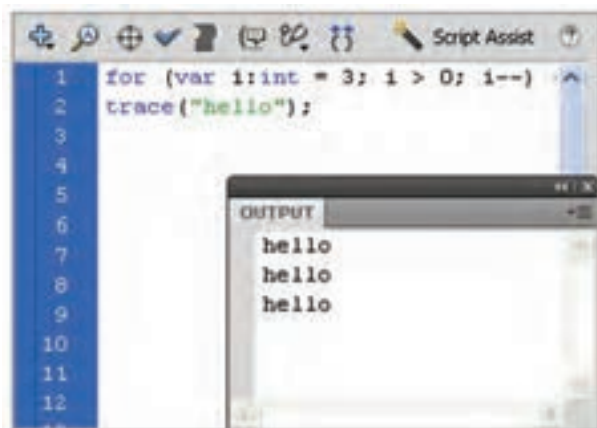 Script Assist
1 for (var i:int = 3; i > 0; i--)
2 trace("hello");
3
4
5
6
7
8
9
10
11
12
OUTPUT
hello
hello
hello